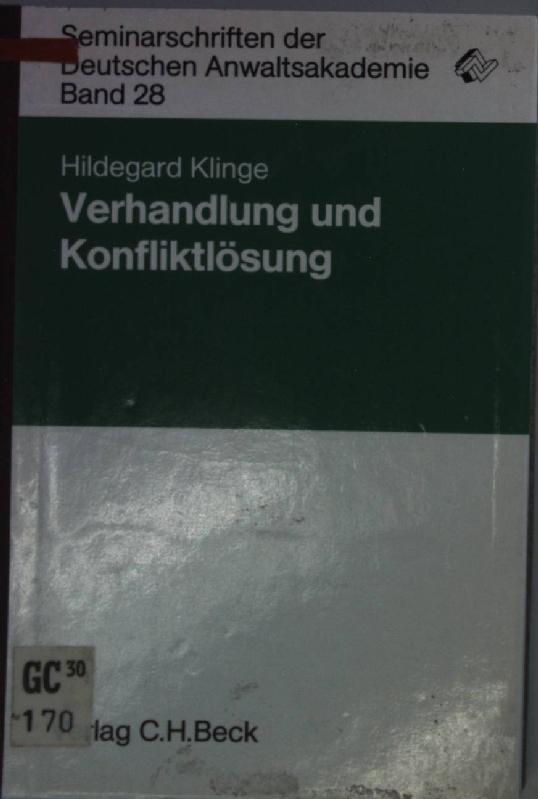 Seminarschriften der
Deutschen Anwaltsakademie
Band 28
Hildegard Klinge
Verhandlung und
Konfliktlösung
GC 30
170
lag C.H.Beck